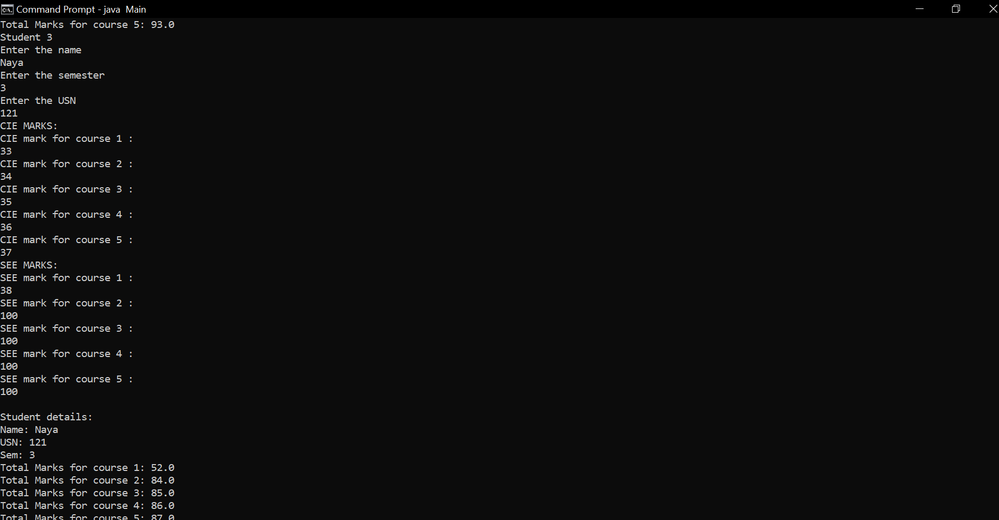 Command Prompt - java  Main
Total Marks for course 5: 93.0
Student 3
Enter the name
Naya
Enter the semester
3
Enter the USN
121
CIE MARKS:
CIE mark for course 1 :
33
CIE mark for course 2 :
34
CIE mark for course 3 :
35
CIE mark for course 4 :
36
CIE mark for course 5 :
37
SEE MARKS:
SEE mark for course 1 :
38
SEE mark for course 2 :
100
SEE mark for course 3 :
100
SEE mark for course 4 :
100
SEE mark for course 5 :
100

Student details:
Name: Naya
USN: 121
Sem: 3
Total Marks for course 1: 52.0
Total Marks for course 2: 84.0
Total Marks for course 3: 85.0
Total Marks for course 4: 86.0
Total Marks for course 5: 87.0